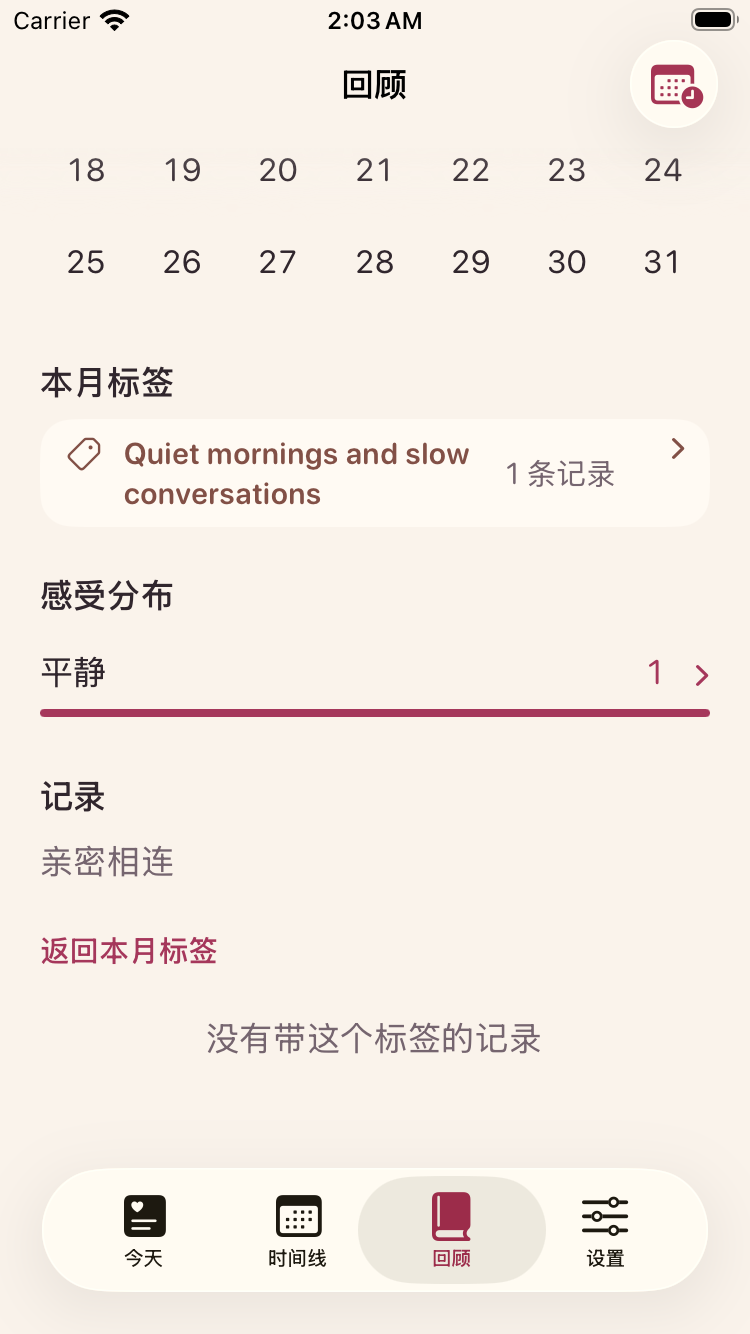 Carrier 2:03 AM
回顾
18 19 20 21 22 23 24
25 26 27 28 29 30 31
本月标签
Quiet mornings and slow
conversations
1 条记录
感受分布
平静 1
记录
亲密相连
返回本月标签
没有带这个标签的记录
今天 时间线 回顾 设置